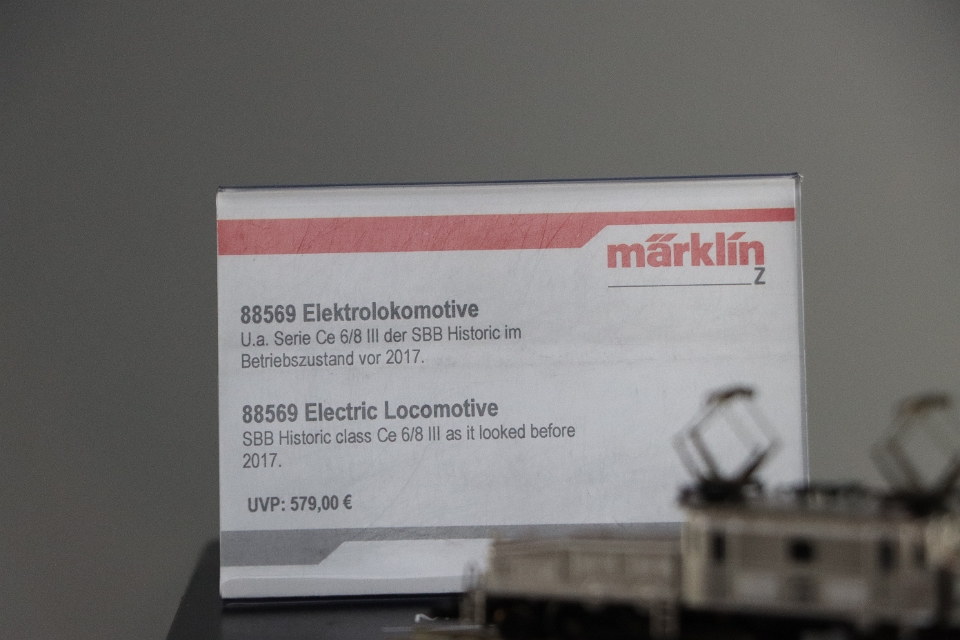 märklín
Z
88569 Elektrolokomotive
U.a. Serie Ce 6/8 III der SBB Historic im
Betriebszustand vor 2017.
88569 Electric Locomotive
SBB Historic class Ce 6/8 III as it looked before
2017.
UVP: 579,00 €